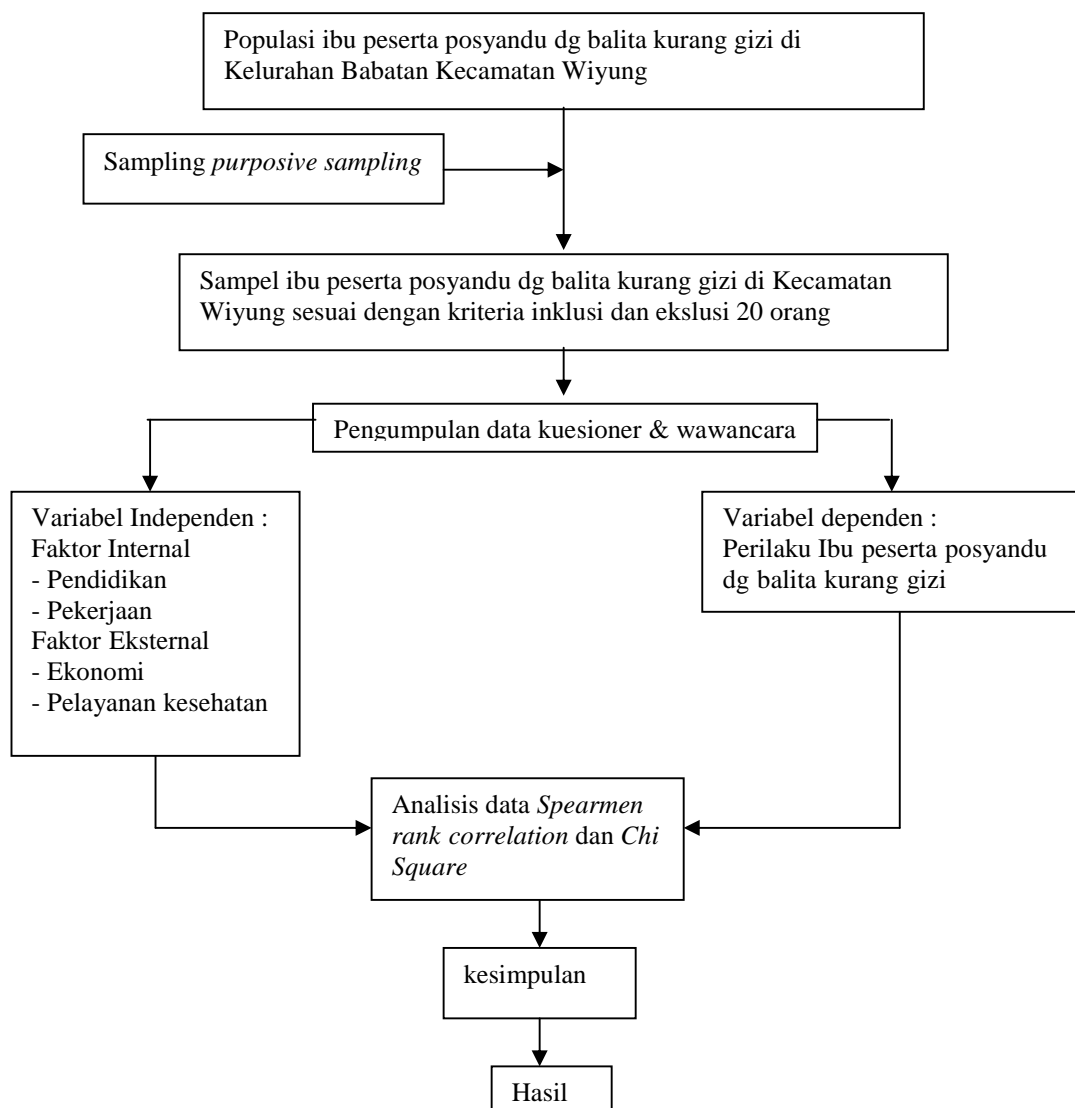 Populasi ibu peserta posyandu dg balita kurang gizi di
Kelurahan Babatan Kecamatan Wiyung
Sampling purposive sampling
Sampel ibu peserta posyandu dg balita kurang gizi di Kecamatan
Wiyung sesuai dengan kriteria inklusi dan ekslusi 20 orang
Pengumpulan data kuesioner & wawancara
Variabel Independen :
Faktor Internal
- Pendidikan
- Pekerjaan
Faktor Eksternal
- Ekonomi
- Pelayanan kesehatan
Variabel dependen :
Perilaku Ibu peserta posyandu
dg balita kurang gizi
Analisis data Spearmen
rank correlation dan Chi
Square
kesimpulan
Hasil